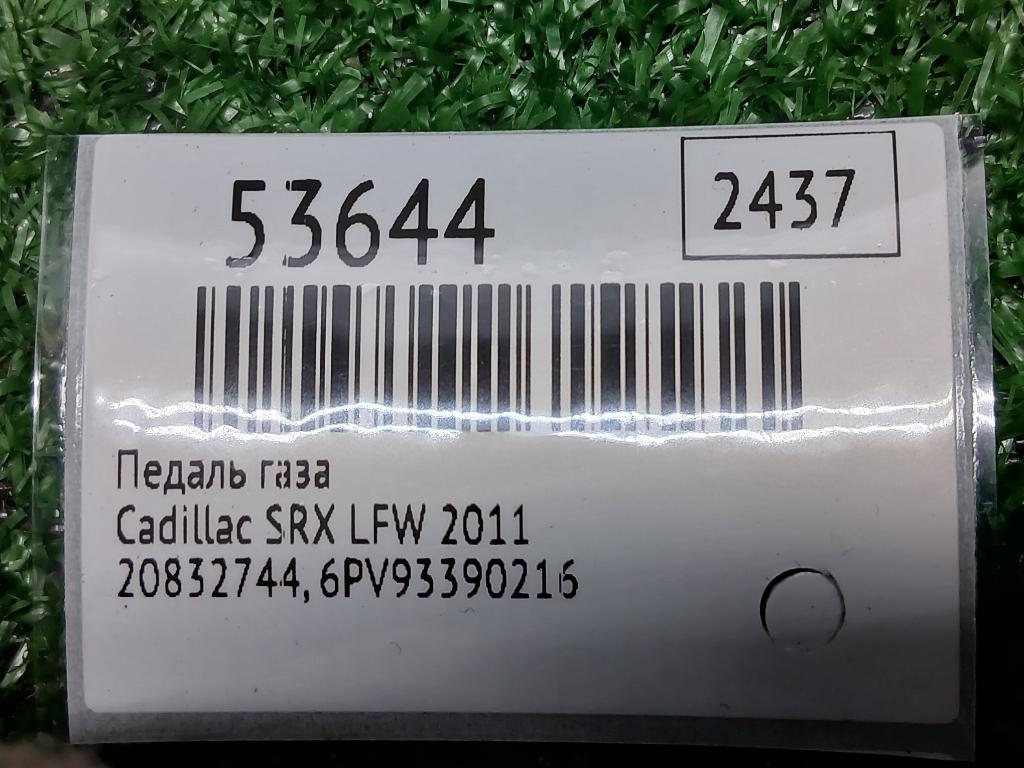 53644
2437
Педаль газа
Cadillac SRX LFW 2011
20832744,6PV93390216